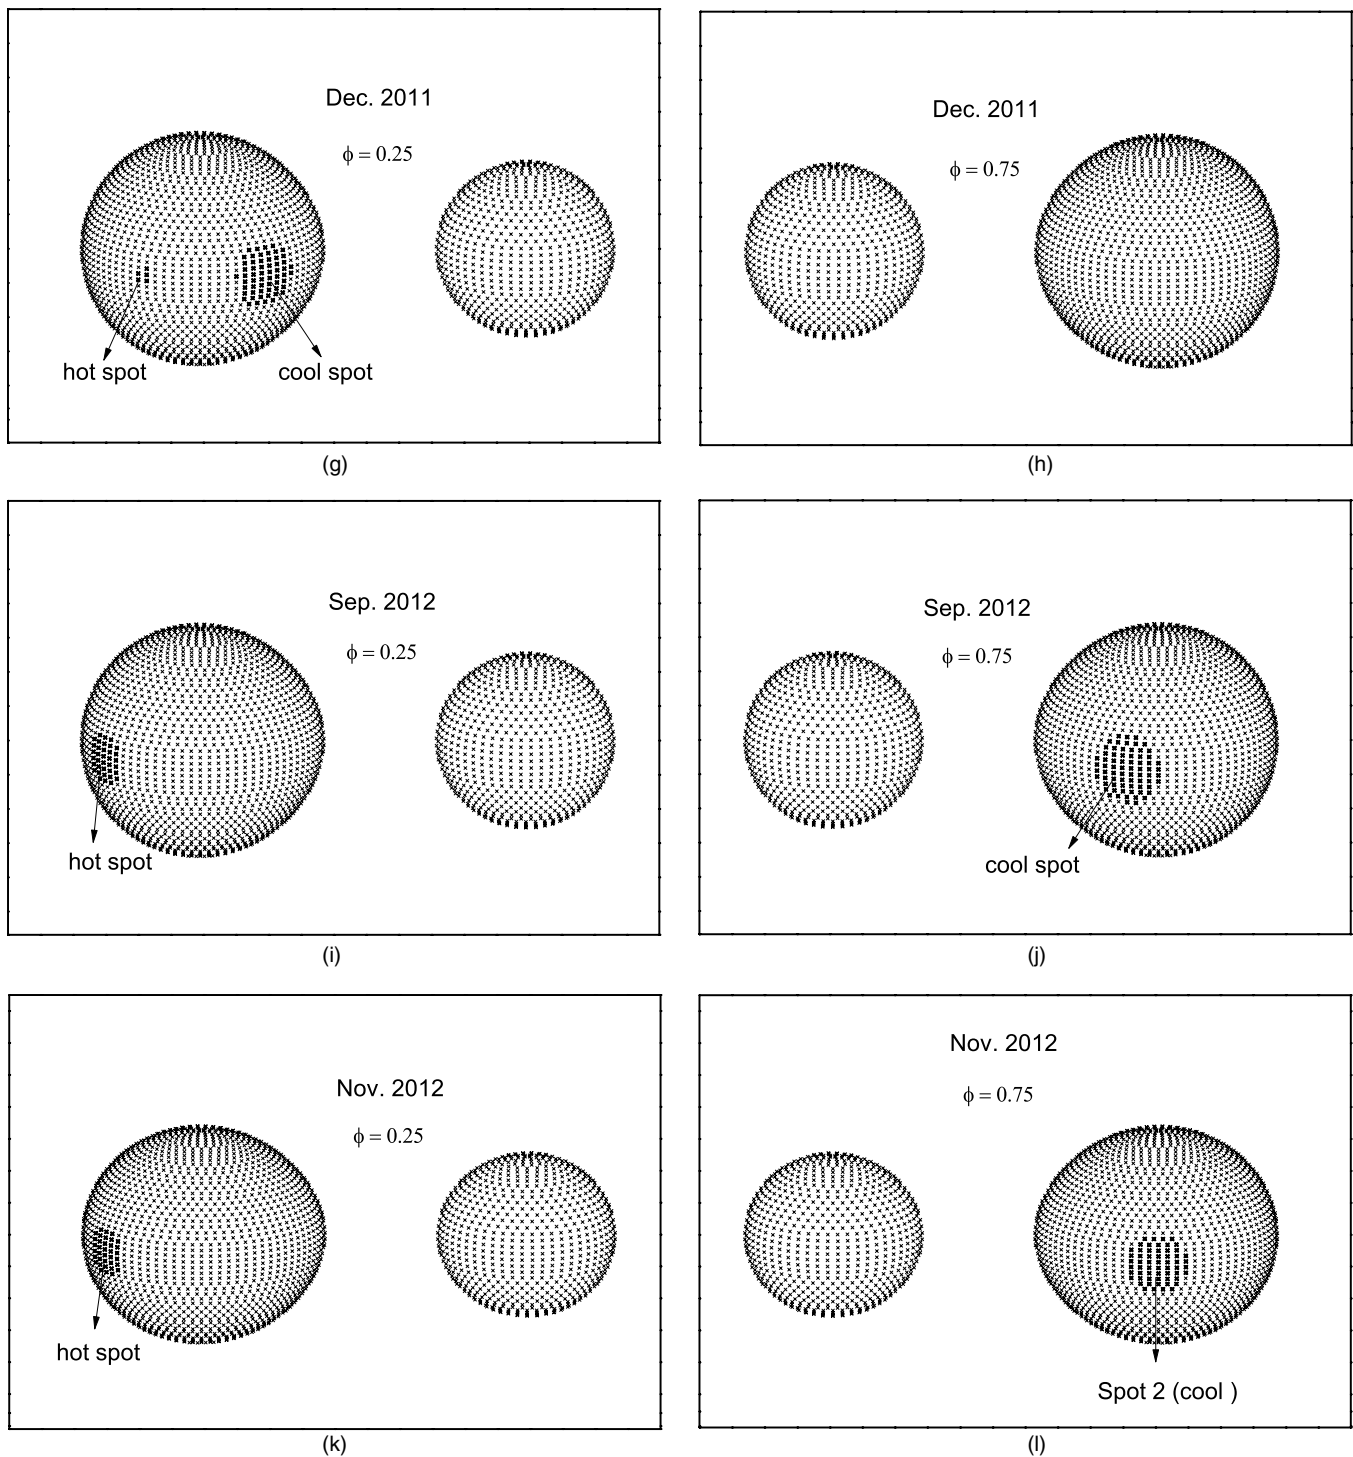 Dec. 2011
ϕ = 0.25
hot spot
cool spot
(g)
Dec. 2011
ϕ = 0.75
(h)
Sep. 2012
ϕ = 0.25
hot spot
(i)
Sep. 2012
ϕ = 0.75
cool spot
(j)
Nov. 2012
ϕ = 0.25
hot spot
(k)
Nov. 2012
ϕ = 0.75
Spot 2 (cool )
(l)